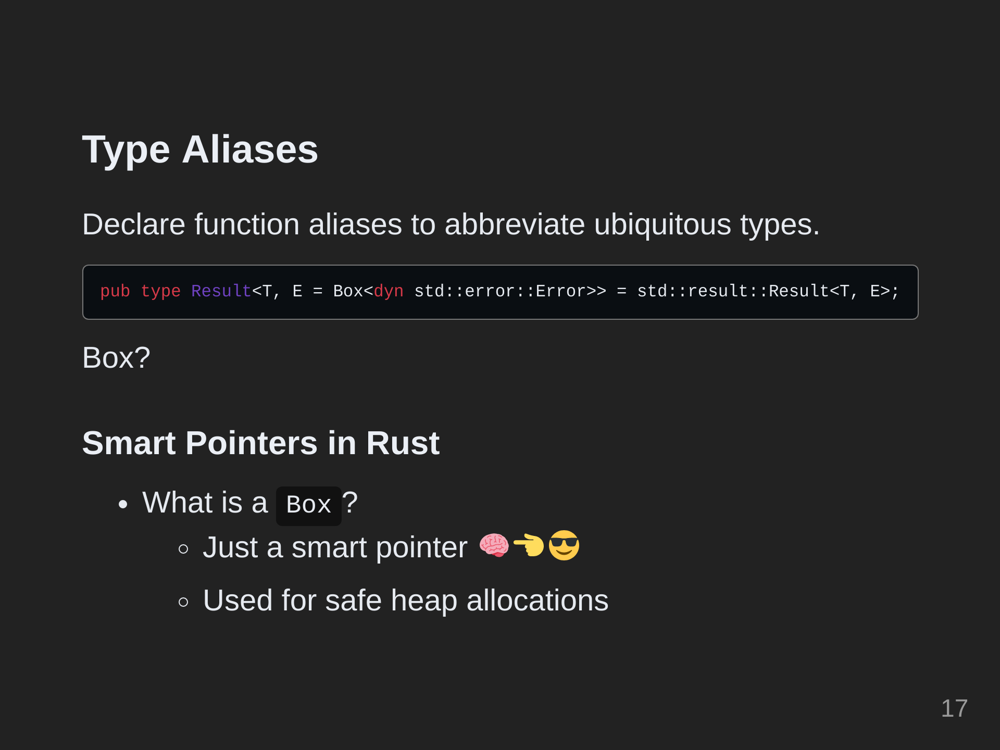 Type Aliases
Declare function aliases to abbreviate ubiquitous types.
pub type Result<T, E = Box<dyn std::error::Error>> = std::result::Result<T, E>;
Box?
Smart Pointers in Rust
• What is a Box?
◦ Just a smart pointer 🧠👈😎
◦ Used for safe heap allocations
17